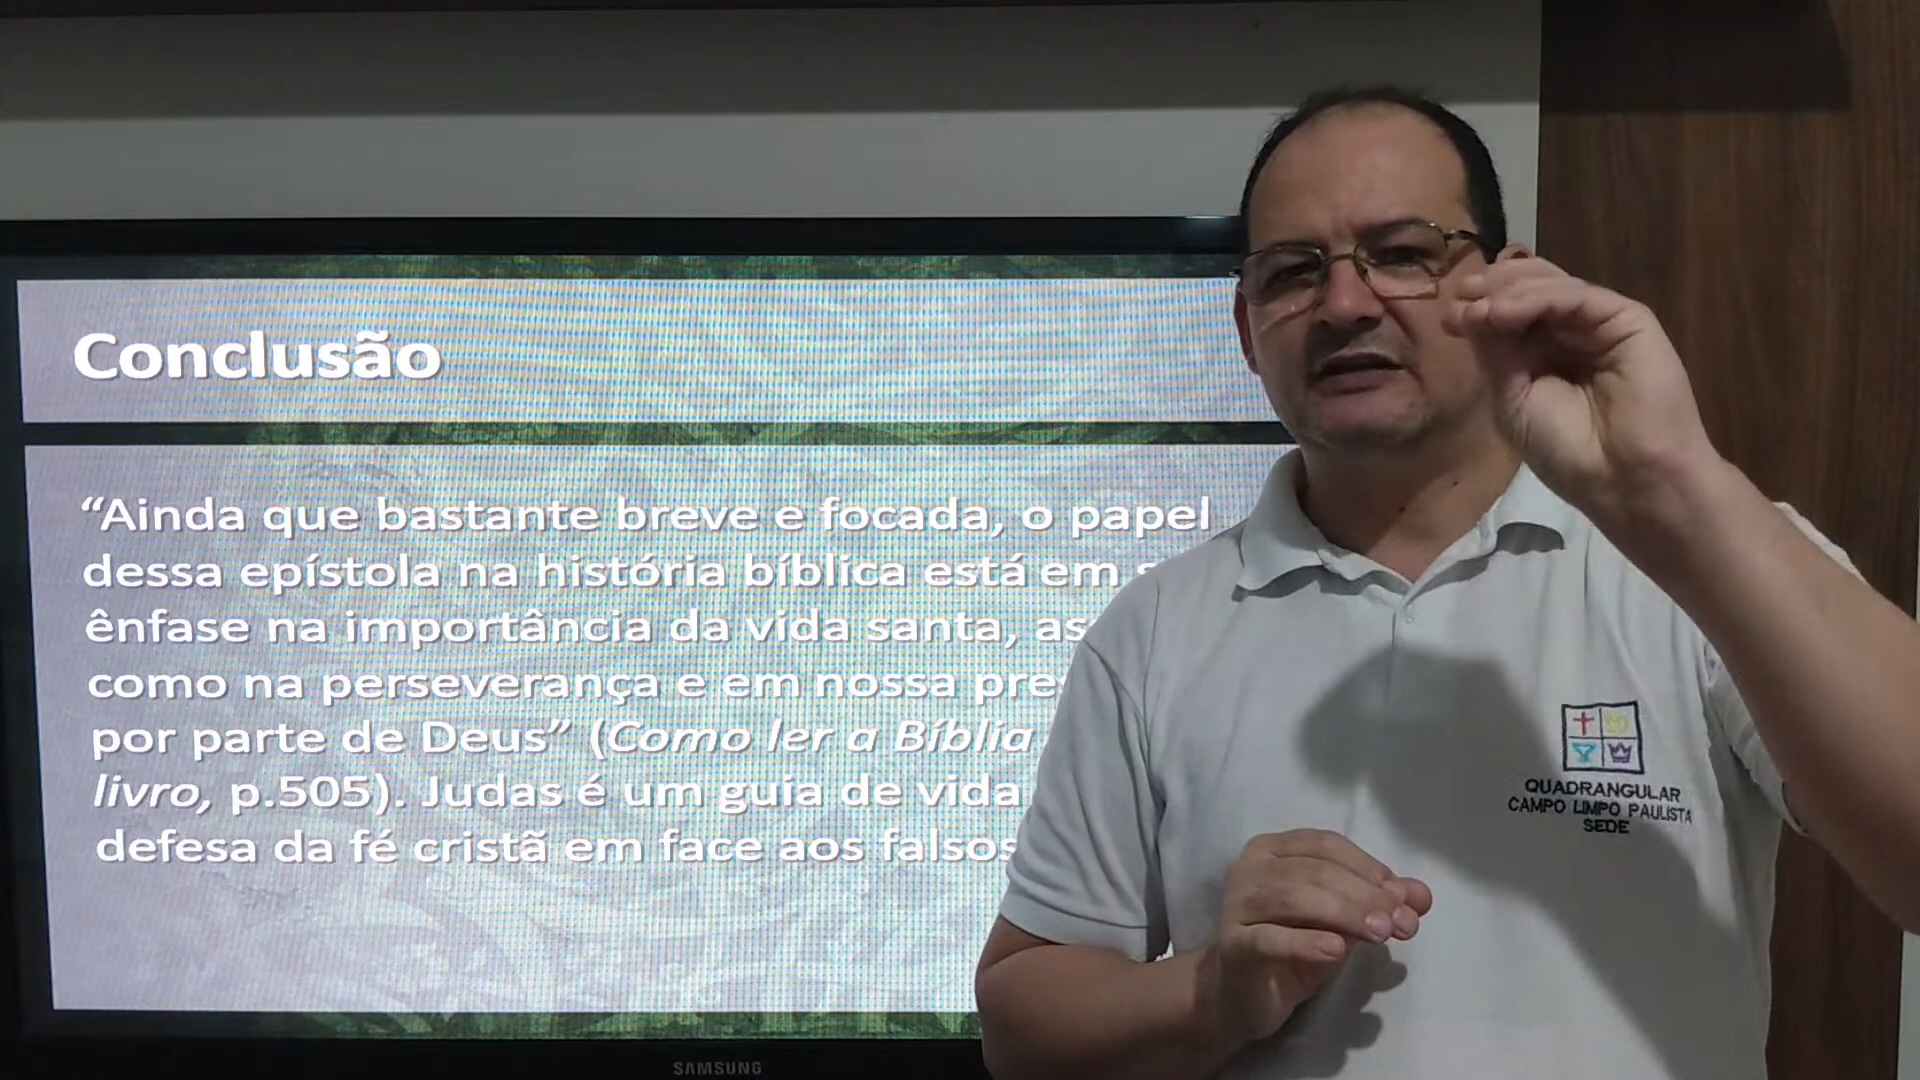 Conclusão
“Ainda que bastante breve e focada, o papel
dessa epístola na história bíblica está em
ênfase na importância da vida santa,
como na perseverança e em nossa
por parte de Deus” (Como ler a Bíblia
livro, p.505). Judas é um guia de vida
defesa da fé cristã em face aos falsos
SAMSUNG
QUADRANGULAR
CAMPO LIMPO PAULISTA
SEDE